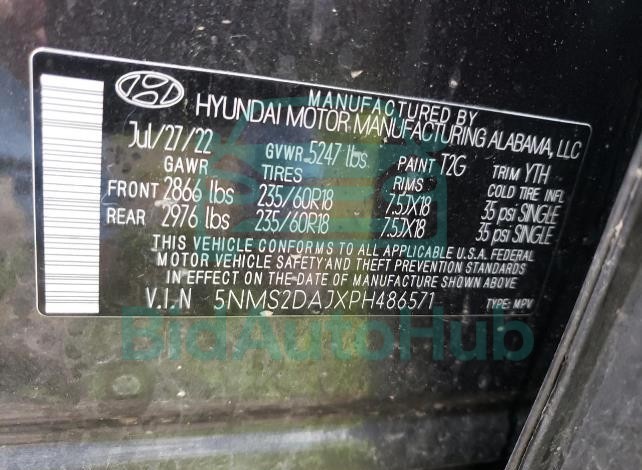 MANUFACTURED BY
HYUNDAI MOTOR MANUFACTURING ALABAMA, LLC
Jul/27/22 GVWR 5247 lbs. PAINT T2G TRIM YTH
GAWR TIRES RIMS COLD TIRE INFL
FRONT 2866 lbs 235/60R18 7.5JX18 35 psi SINGLE
REAR 2976 lbs 235/60R18 7.5JX18 35 psi SINGLE
THIS VEHICLE CONFORMS TO ALL APPLICABLE U.S.A. FEDERAL
MOTOR VEHICLE SAFETY AND THEFT PREVENTION STANDARDS
IN EFFECT ON THE DATE OF MANUFACTURE SHOWN ABOVE.
V.I.N 5NMS2DAJXPH486571 TYPE: MPV
BidAutoHub